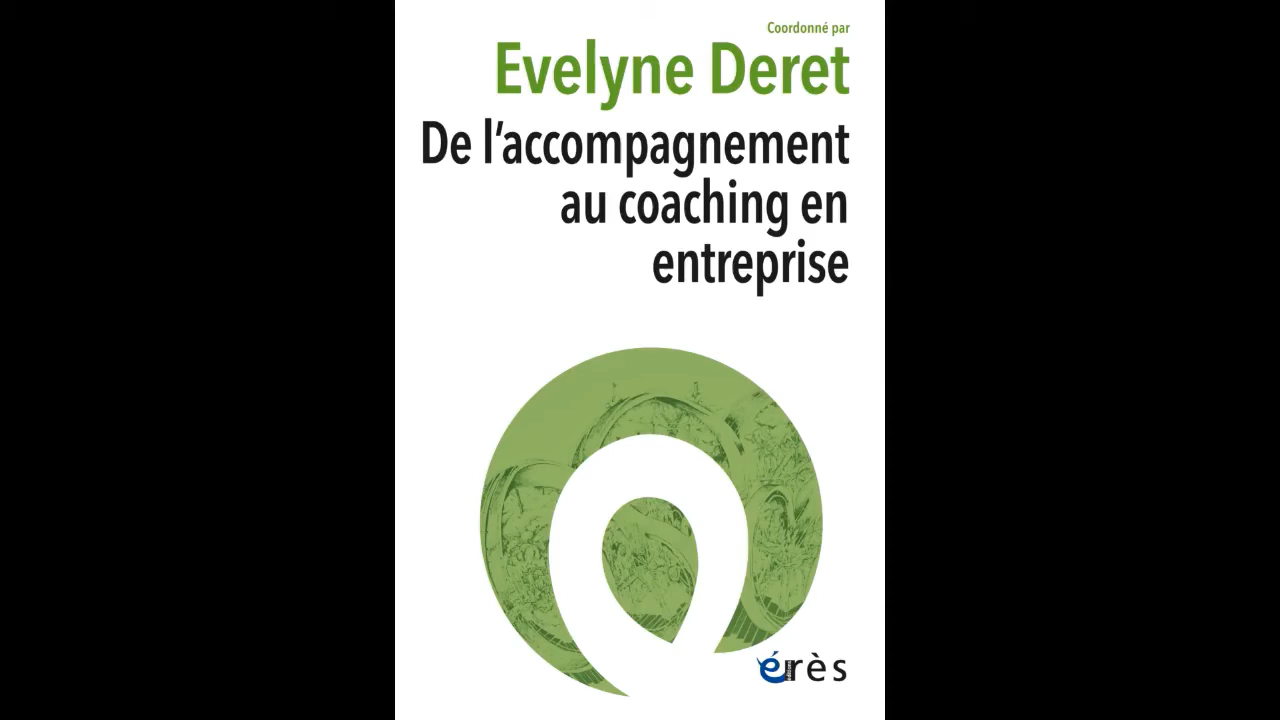 Coordonné par
Evelyne Deret
De l’accompagnement
au coaching en
entreprise
érès